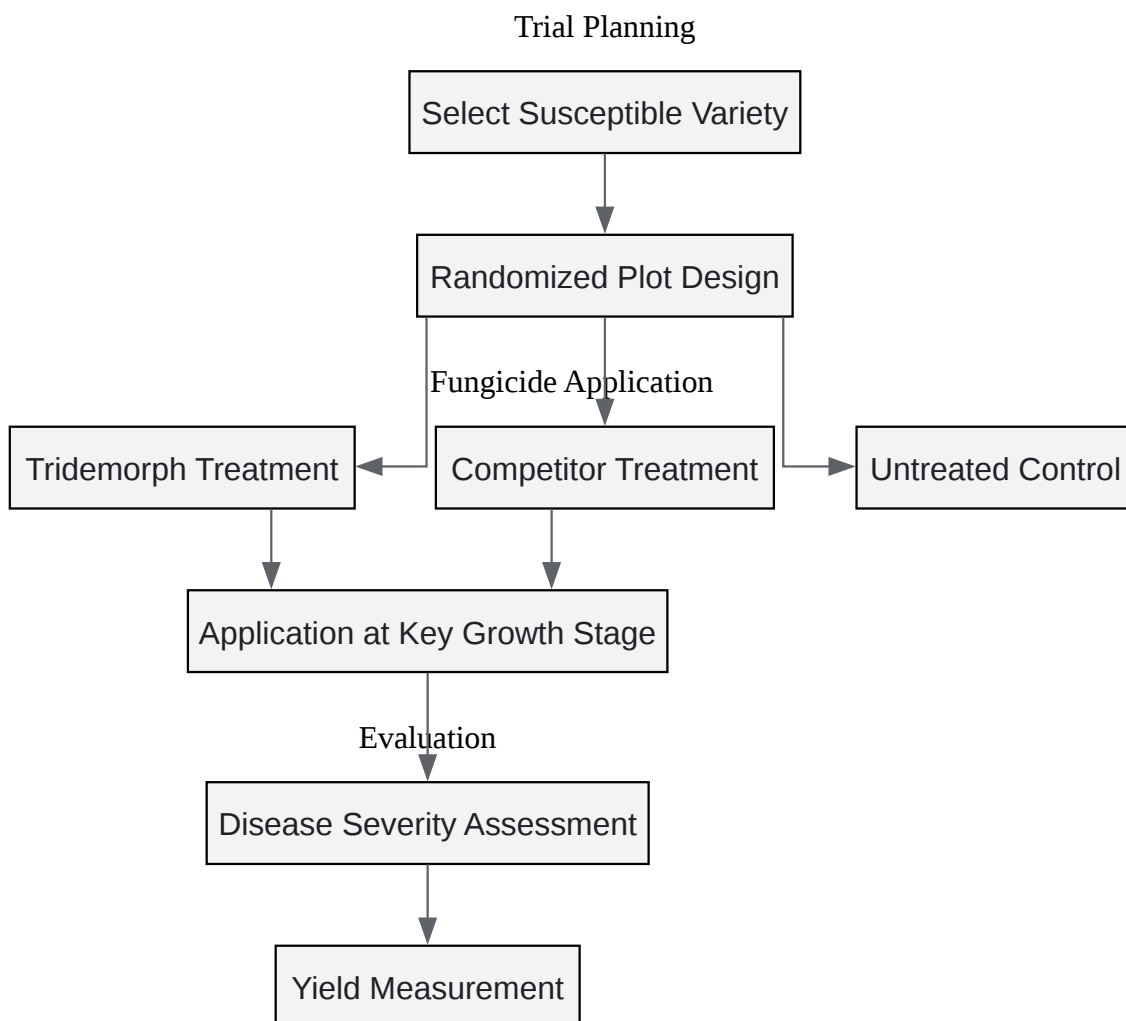 Trial Planning
Select Susceptible Variety
Randomized Plot Design
Fungicide Application
Tridemorph Treatment
Competitor Treatment
Untreated Control
Application at Key Growth Stage
Evaluation
Disease Severity Assessment
Yield Measurement